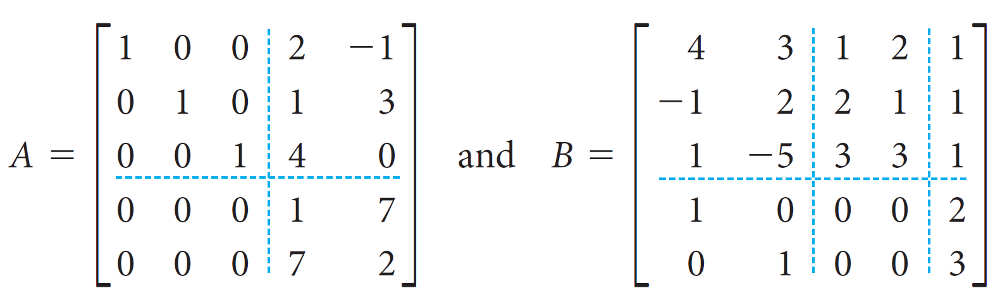 1 0 0 2 −1 4 3 1 2 1
0 1 0 1 3 −1 2 2 1 1
A = 0 0 1 4 0 and B = 1 −5 3 3 1
0 0 0 1 7 1 0 0 0 2
0 0 0 7 2 0 1 0 0 3